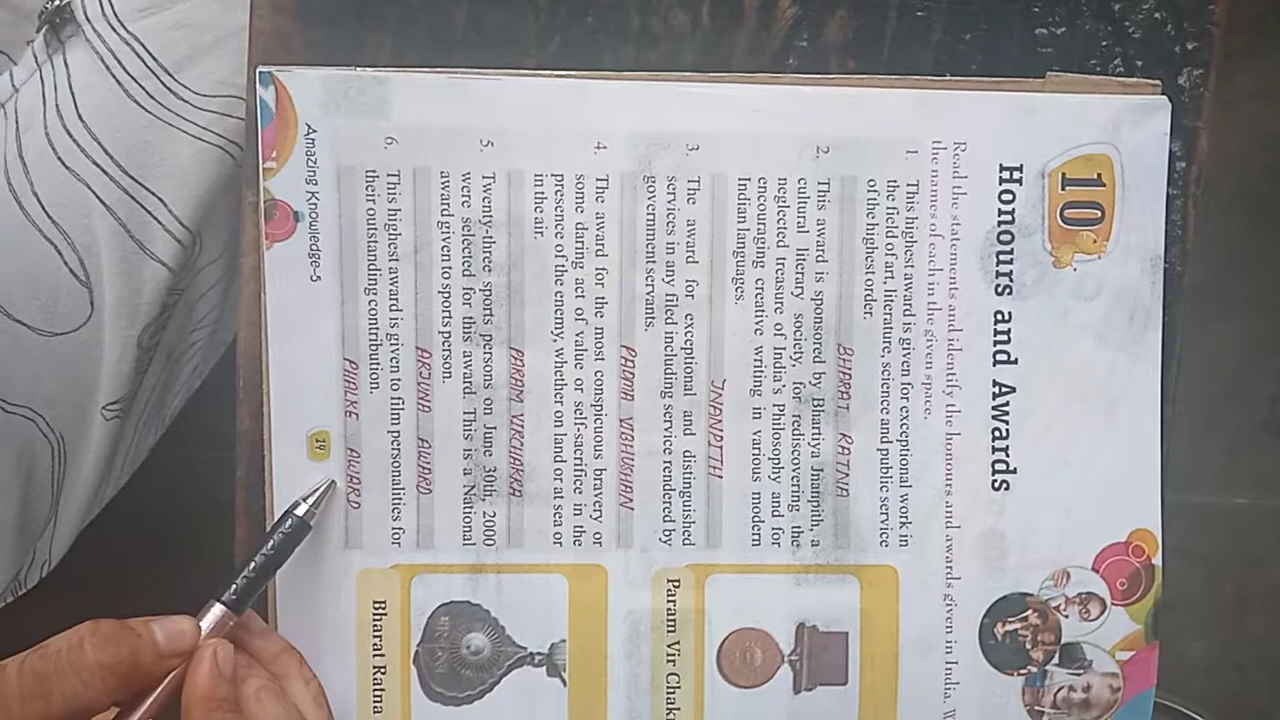 10
Honours and Awards
Read the statements and identify the honours and awards given in India. W
the names of each in the given space.
1. This highest award is given for exceptional work in
the field of art, literature, science and public service
of the highest order.
BHARAT RATNA
2. This award is sponsored by Bhartiya Jnanpith, a
cultural literary society, for rediscovering the
neglected treasure of India's Philosophy and for
encouraging creative writing in various modern
Indian languages.
JNANPITH
3. The award for exceptional and distinguished
services in any filed including service rendered by
government servants.
PADMA VIBHUSHAN
4. The award for the most conspicuous bravery or
some daring act of value or self-sacrifice in the
presence of the enemy, whether on land or at sea or
in the air.
PARAM VIRCHAKRA
5. Twenty-three sports persons on June 30th, 2000
were selected for this award. This is a National
award given to sports person.
ARJUNA AWARD
6. This highest award is given to film personalities for
their outstanding contribution.
PHALKE AWARD
Param Vir Chak
Bharat Ratna
Amazing Knowledge-5
14